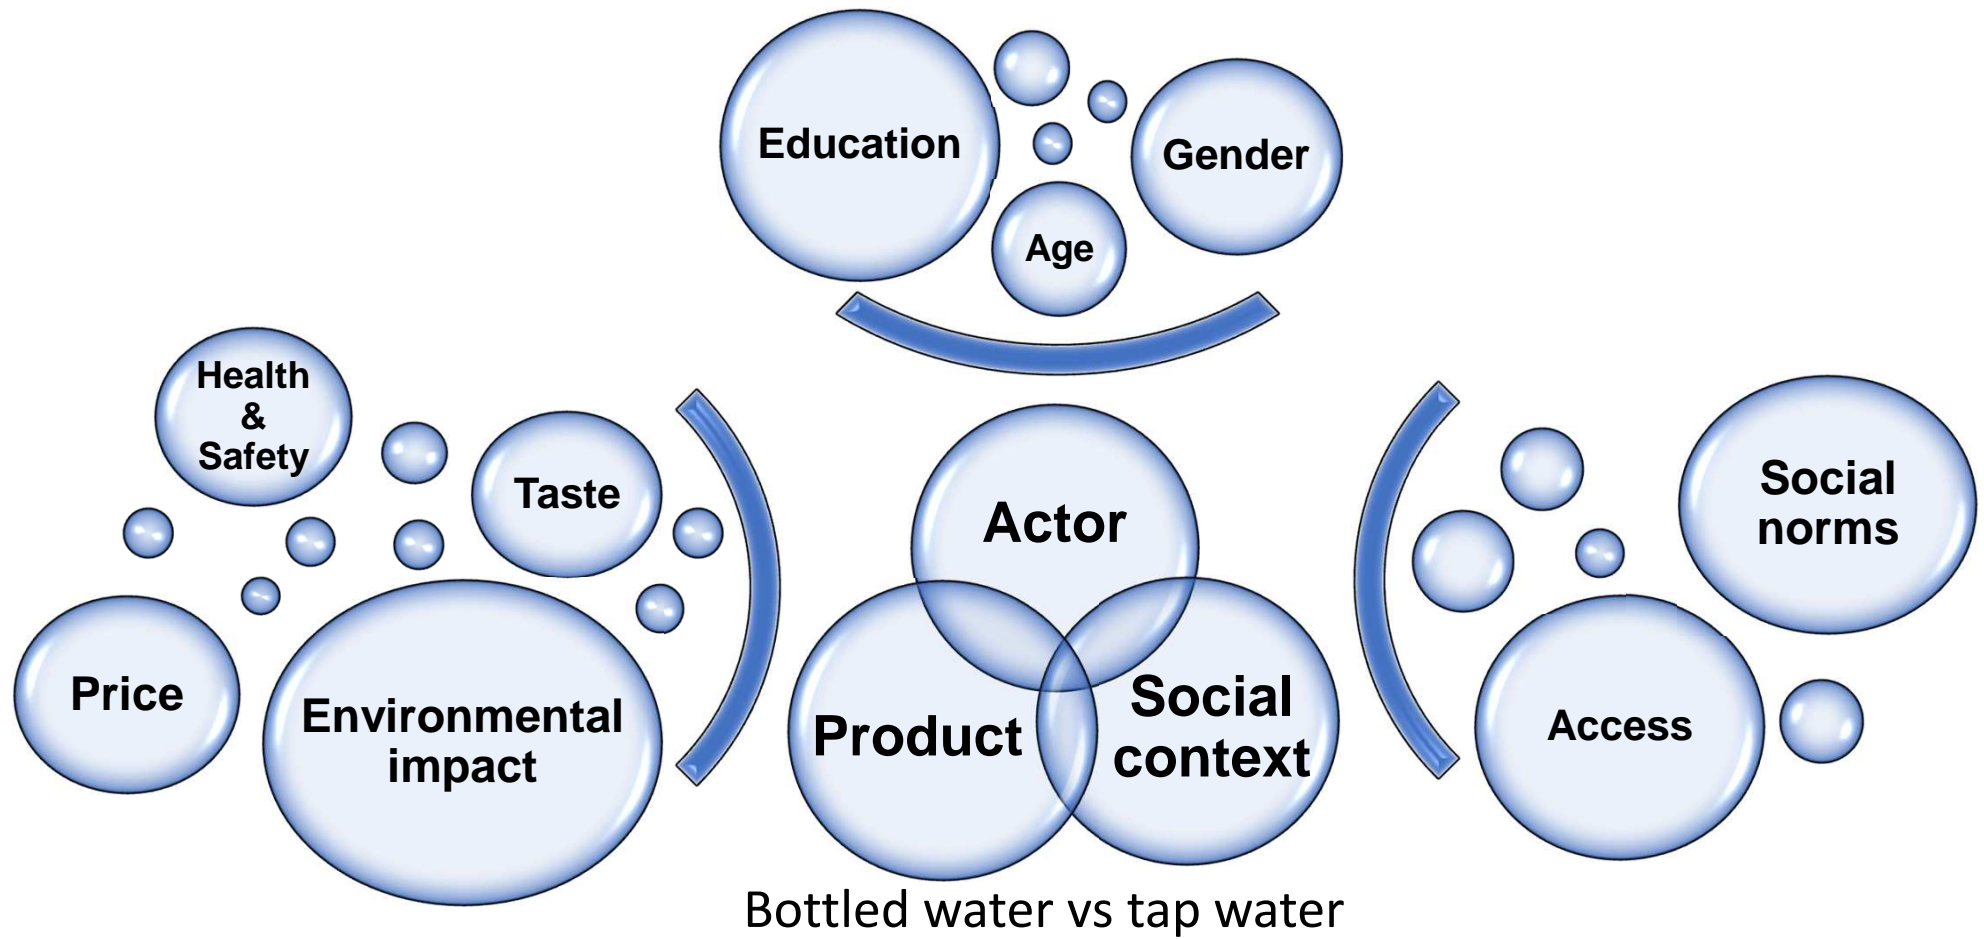 Education
Gender
Age
Health
&
Safety
Taste
Price
Environmental
impact
Actor
Product
Social
context
Social
norms
Access
Bottled water vs tap water